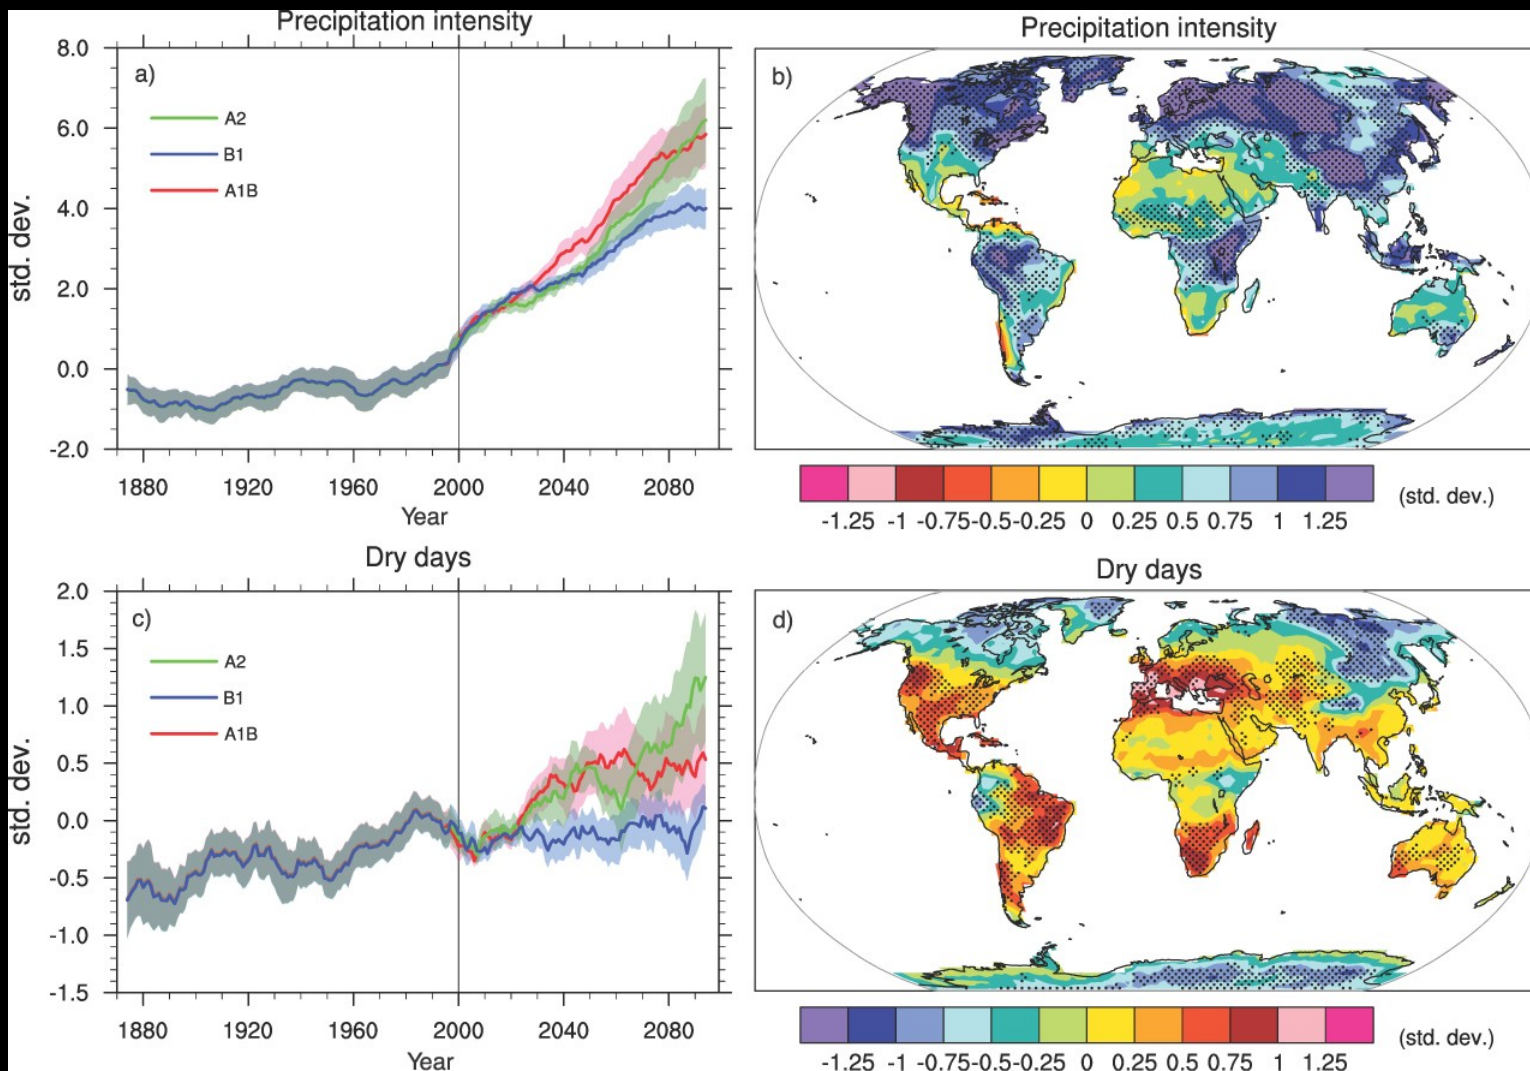 Precipitation intensity
8.0
6.0
4.0
2.0
0.0
-2.0
std. dev.
a)
A2
B1
A1B
1880 1920 1960 2000 2040 2080
Year
Precipitation intensity
b)
-1.25 -1 -0.75 -0.5 -0.25 0 0.25 0.5 0.75 1 1.25
(std. dev.)
Dry days
2.0
1.5
1.0
0.5
0.0
-0.5
-1.0
-1.5
std. dev.
c)
A2
B1
A1B
1880 1920 1960 2000 2040 2080
Year
Dry days
d)
-1.25 -1 -0.75 -0.5 -0.25 0 0.25 0.5 0.75 1 1.25
(std. dev.)